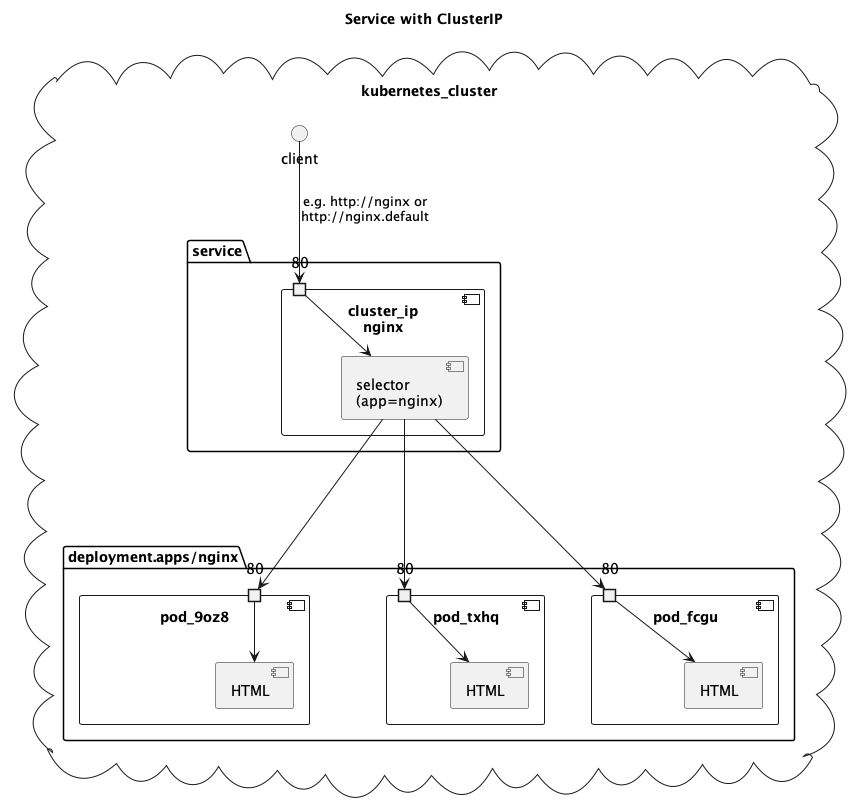 Service with ClusterIP
kubernetes_cluster
client
e.g. http://nginx or
http://nginx.default
service
80
cluster_ip
nginx
selector
(app=nginx)
deployment.apps/nginx
80
80
80
pod_9oz8
pod_txhq
pod_fcgu
HTML
HTML
HTML